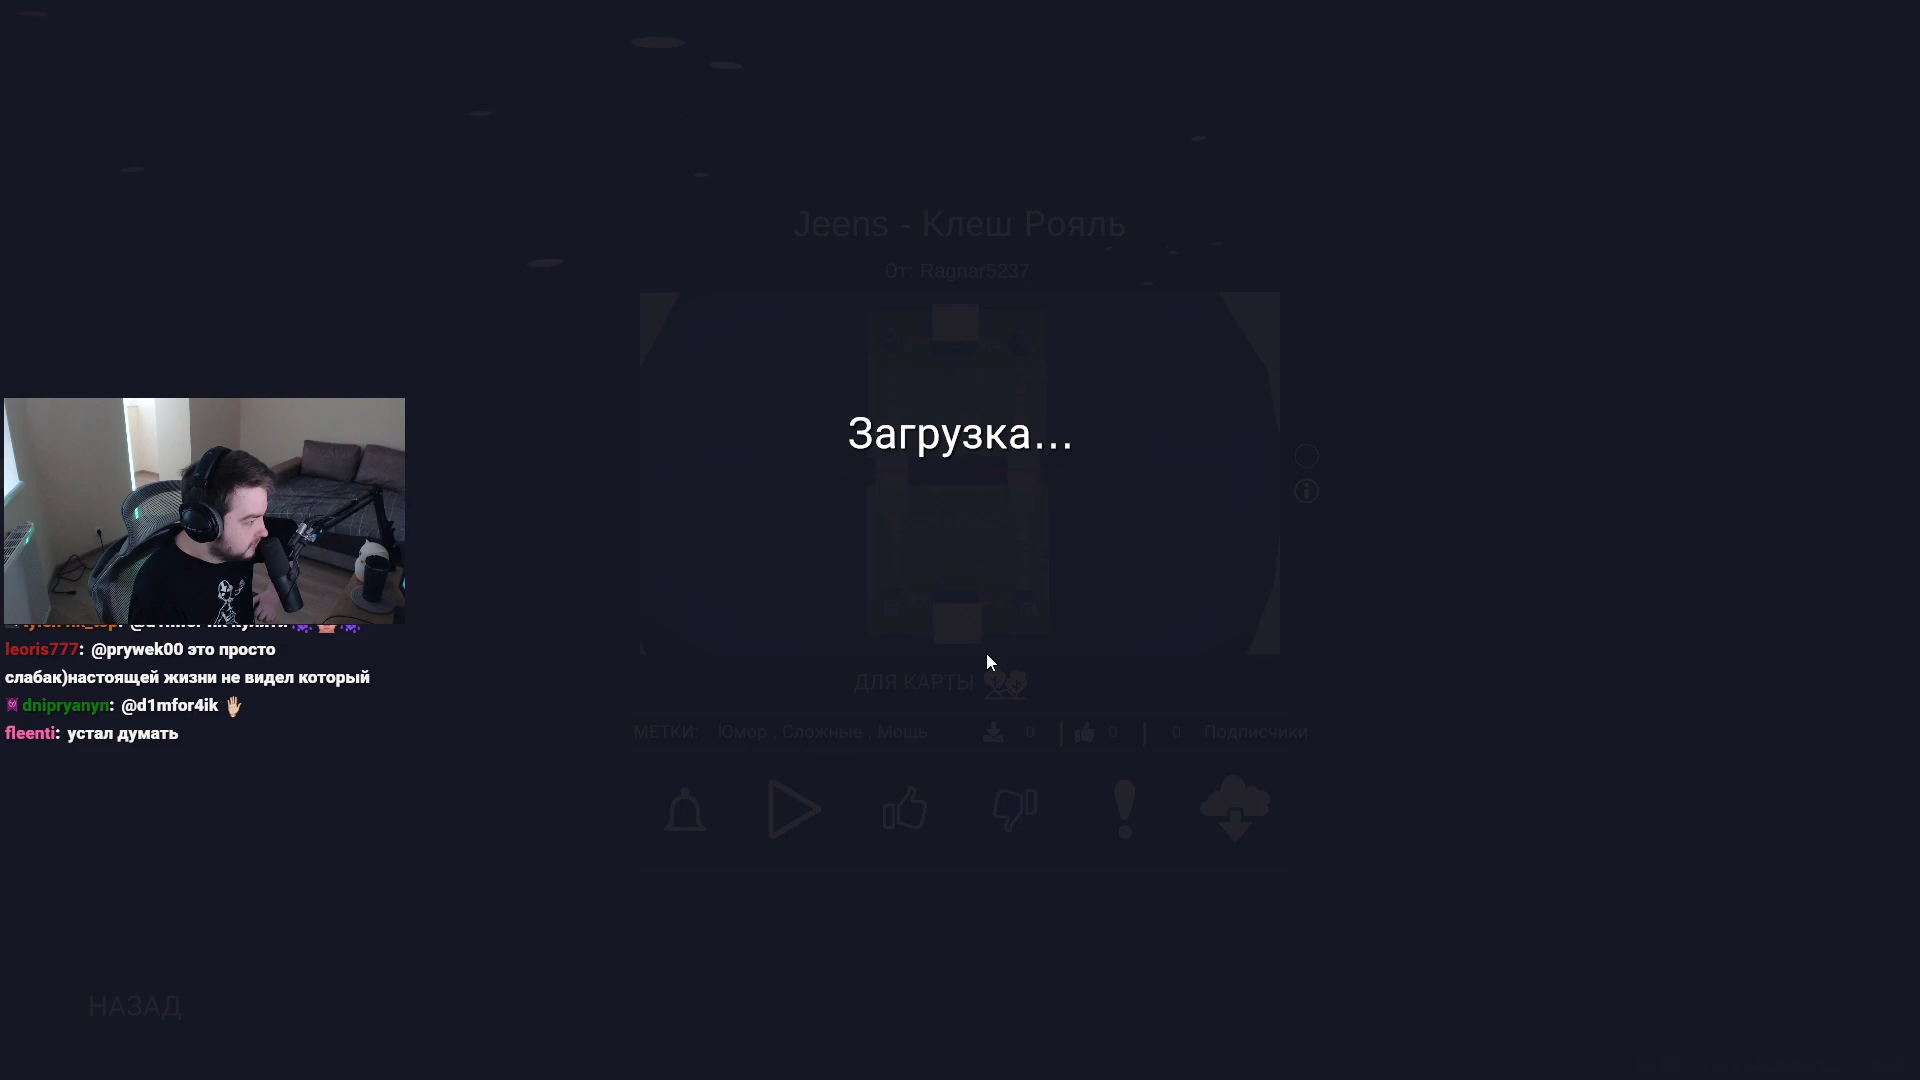 Jeens - Клеш Рояль
От: Ragnar5237
Загрузка...
leoris777: @prywek00 это просто
слабак)настоящей жизни не видел который
dnipryanyn: @d1mfor4ik
fleenti: устал думать
ДЛЯ КАРТЫ
МЕТКИ: Юмор , Сложные , Мощь 0 | 0 | 0 Подписчики
НАЗАД